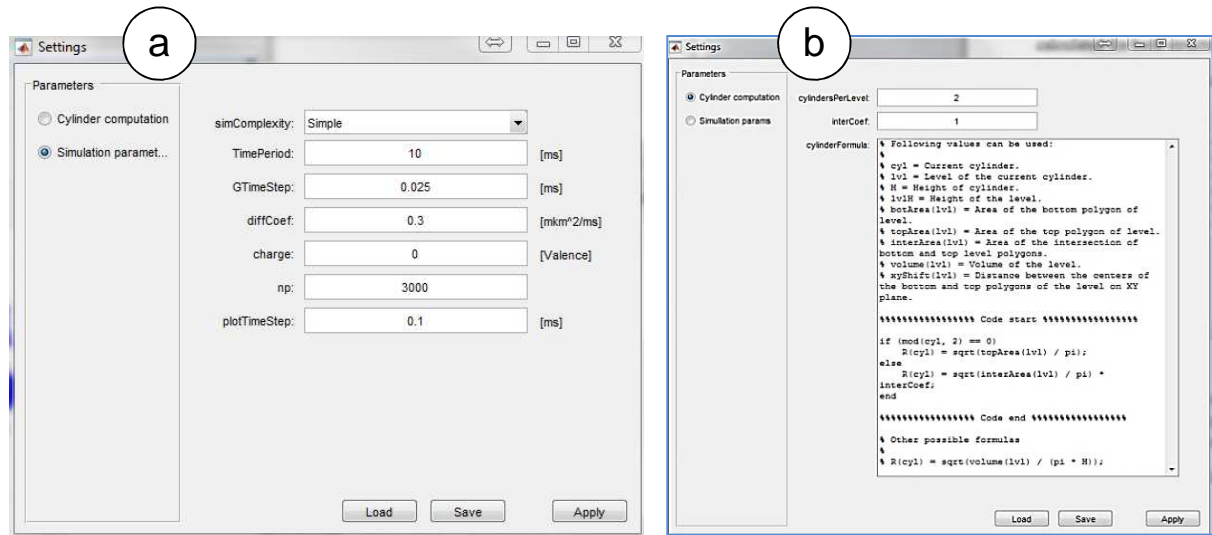 a
Settings
Parameters
Cylinder computation
Simulation paramet...
simComplexity: Simple
TimePeriod: 10 [ms]
GTimeStep: 0.025 [ms]
diffCoef: 0.3 [mkm^2/ms]
charge: 0 [Valence]
np: 3000
plotTimeStep: 0.1 [ms]
Load Save Apply
b
Settings
Parameters
Cylinder computation
Simullation params
cylindersPerLevel: 2
interCoef: 1
cylinderFormula:
% Following values can be used:
%
% cyl = Current cylinder.
% lvl = Level of the current cylinder.
% H = Height of cylinder.
% lvlH = Height of the level.
% botArea(lvl) = Area of the bottom polygon of
level.
% topArea(lvl) = Area of the top polygon of level.
% interArea(lvl) = Area of the intersection of
bottom and top level polygons.
% volume(lvl) = Volume of the level.
% xyShift(lvl) = Distance between the centers of
the bottom and top polygons of the level on XY
plane.
%%%%%%%%%%%%%%%%% Code start %%%%%%%%%%%%%%%%%
if (mod(cyl, 2) == 0)
R(cyl) = sqrt(topArea(lvl) / pi);
else
R(cyl) = sqrt(interArea(lvl) / pi) *
interCoef;
end
%%%%%%%%%%%%%%%%% Code end %%%%%%%%%%%%%%%%%
% Other possible formulas
%
% R(cyl) = sqrt(volume(lvl) / (pi * H));
Load Save Apply